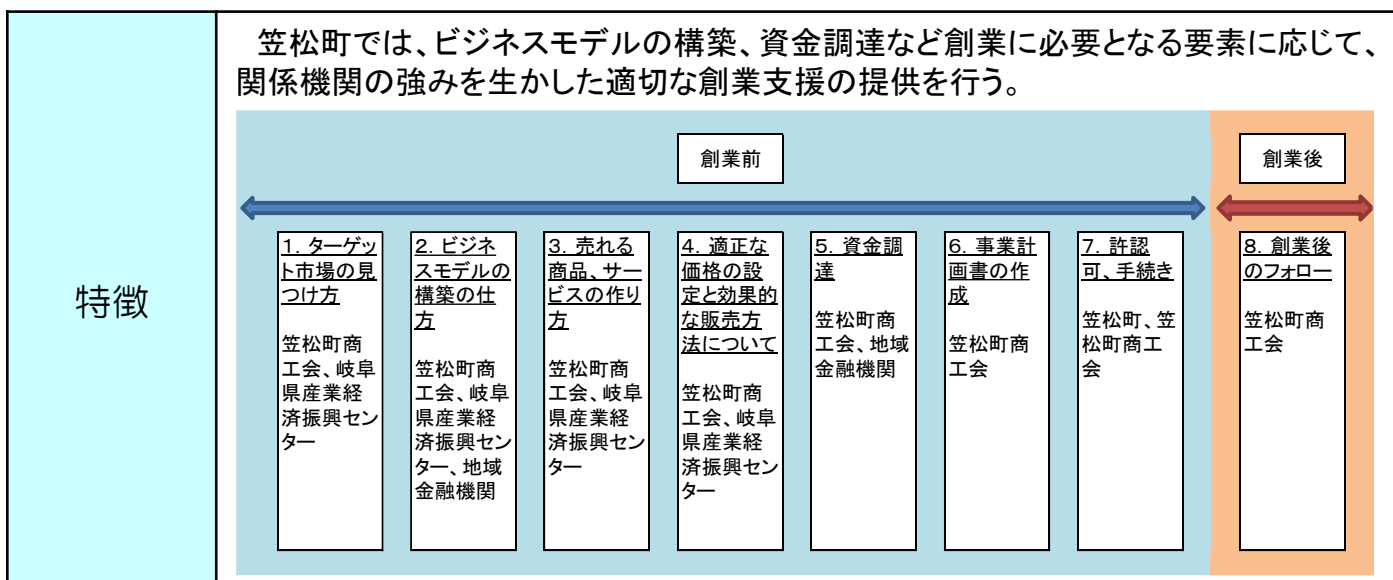 特徴
笠松町では、ビジネスモデルの構築、資金調達など創業に必要となる要素に応じて、
関係機関の強みを生かした適切な創業支援の提供を行う。
創業前
創業後
1．ターゲッ
ト市場の見
つけ方
笠松町商
工会、岐阜
県産業経
済振興セン
ター
2．ビジネ
スモデルの
構築の仕
方
笠松町商
工会、岐阜
県産業経
済振興セン
ター、地域
金融機関
3．売れる
商品、サー
ビスの作り
方
笠松町商
工会、岐阜
県産業経
済振興セン
ター
4．適正な
価格の設
定と効果的
な販売方
法について
笠松町商
工会、岐阜
県産業経
済振興セン
ター
5．資金調
達
笠松町商
工会、地域
金融機関
6．事業計
画書の作
成
笠松町商
工会
7．許認
可、手続き
笠松町、笠
松町商工
会
8．創業後
のフォロー
笠松町商
工会